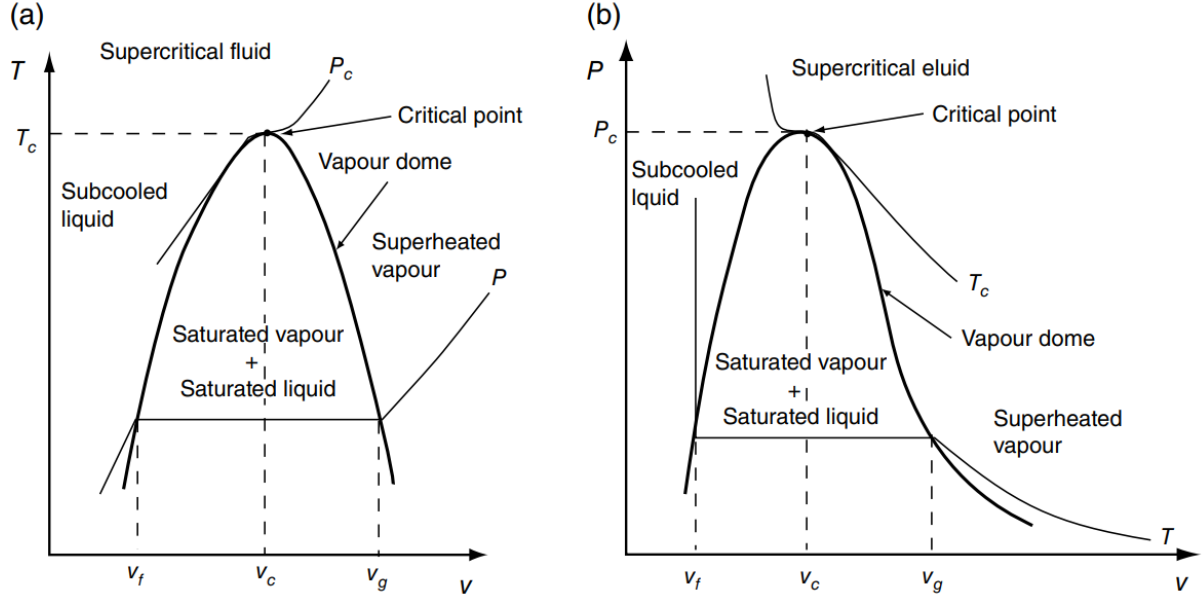 (a)
Supercritical fluid
T
P_c
Critical point
T_c
Vapour dome
Subcooled
liquid
Superheated
vapour
P
Saturated vapour
+
Saturated liquid
v_f
v_c
v_g
v
(b)
P
Supercritical eluid
Critical point
P_c
Subcooled
lquid
T_c
Vapour dome
Saturated vapour
+
Saturated liquid
Superheated
vapour
T
v_f
v_c
v_g
v